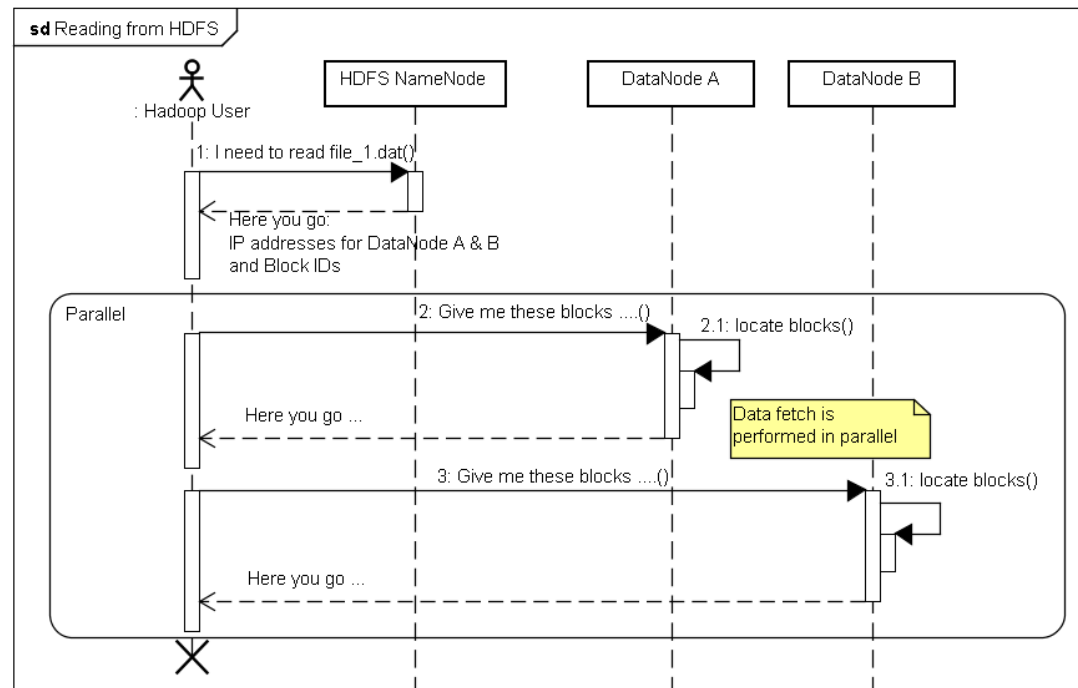 sd Reading from HDFS
HDFS NameNode
DataNode A
DataNode B
: Hadoop User
1: I need to read file_1.dat()
Here you go:
IP addresses for DataNode A & B
and Block IDs
Parallel
2: Give me these blocks ....()
2.1: locate blocks()
Here you go ...
Data fetch is
performed in parallel
3: Give me these blocks ....()
3.1: locate blocks()
Here you go ...